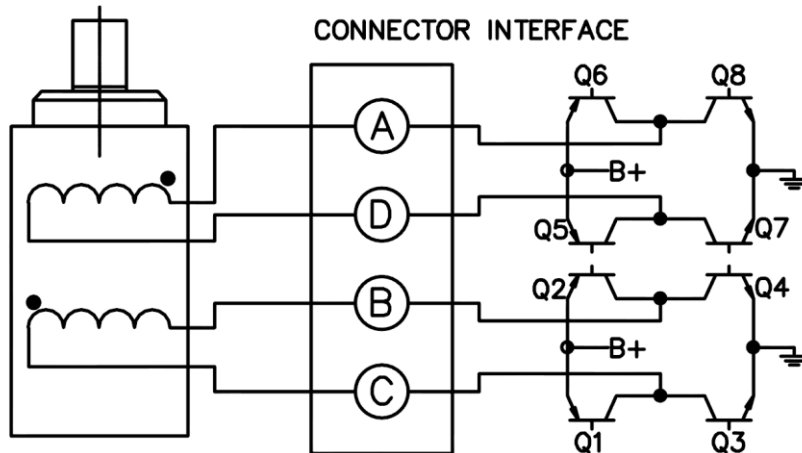 CONNECTOR INTERFACE
Q6 Q8
A
B+
D
Q5 Q7
Q2 Q4
B
B+
C
Q1 Q3